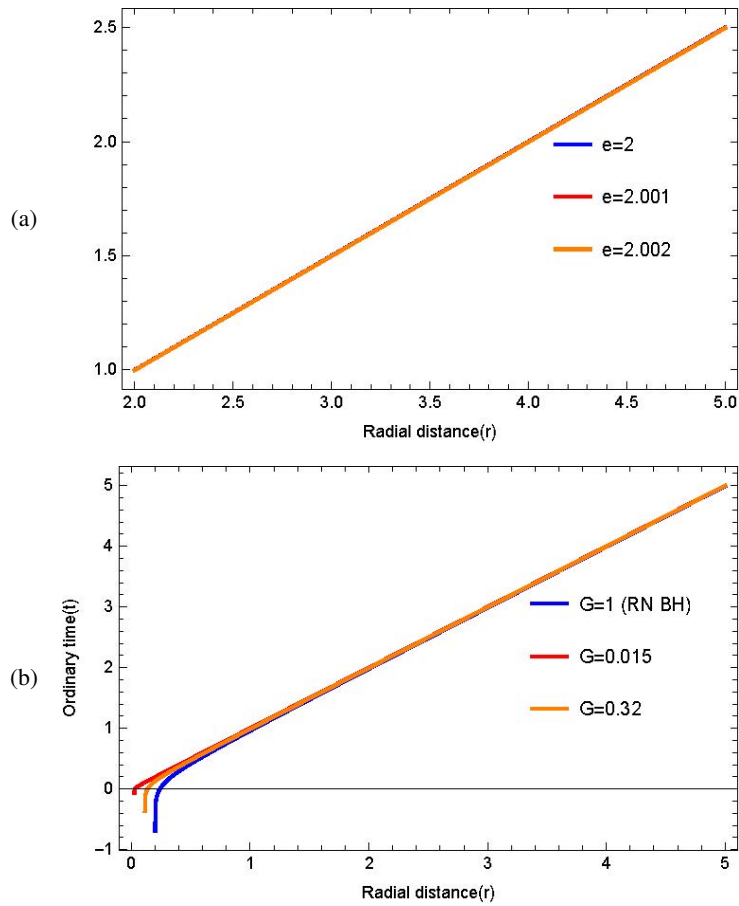 (a)
2.5
2.0
1.5
1.0
e=2
e=2.001
e=2.002
2.0 2.5 3.0 3.5 4.0 4.5 5.0
Radial distance(r)
(b)
Ordinary time(t)
5
4
3
2
1
0
−1
G=1 (RN BH)
G=0.015
G=0.32
0 1 2 3 4 5
Radial distance(r)